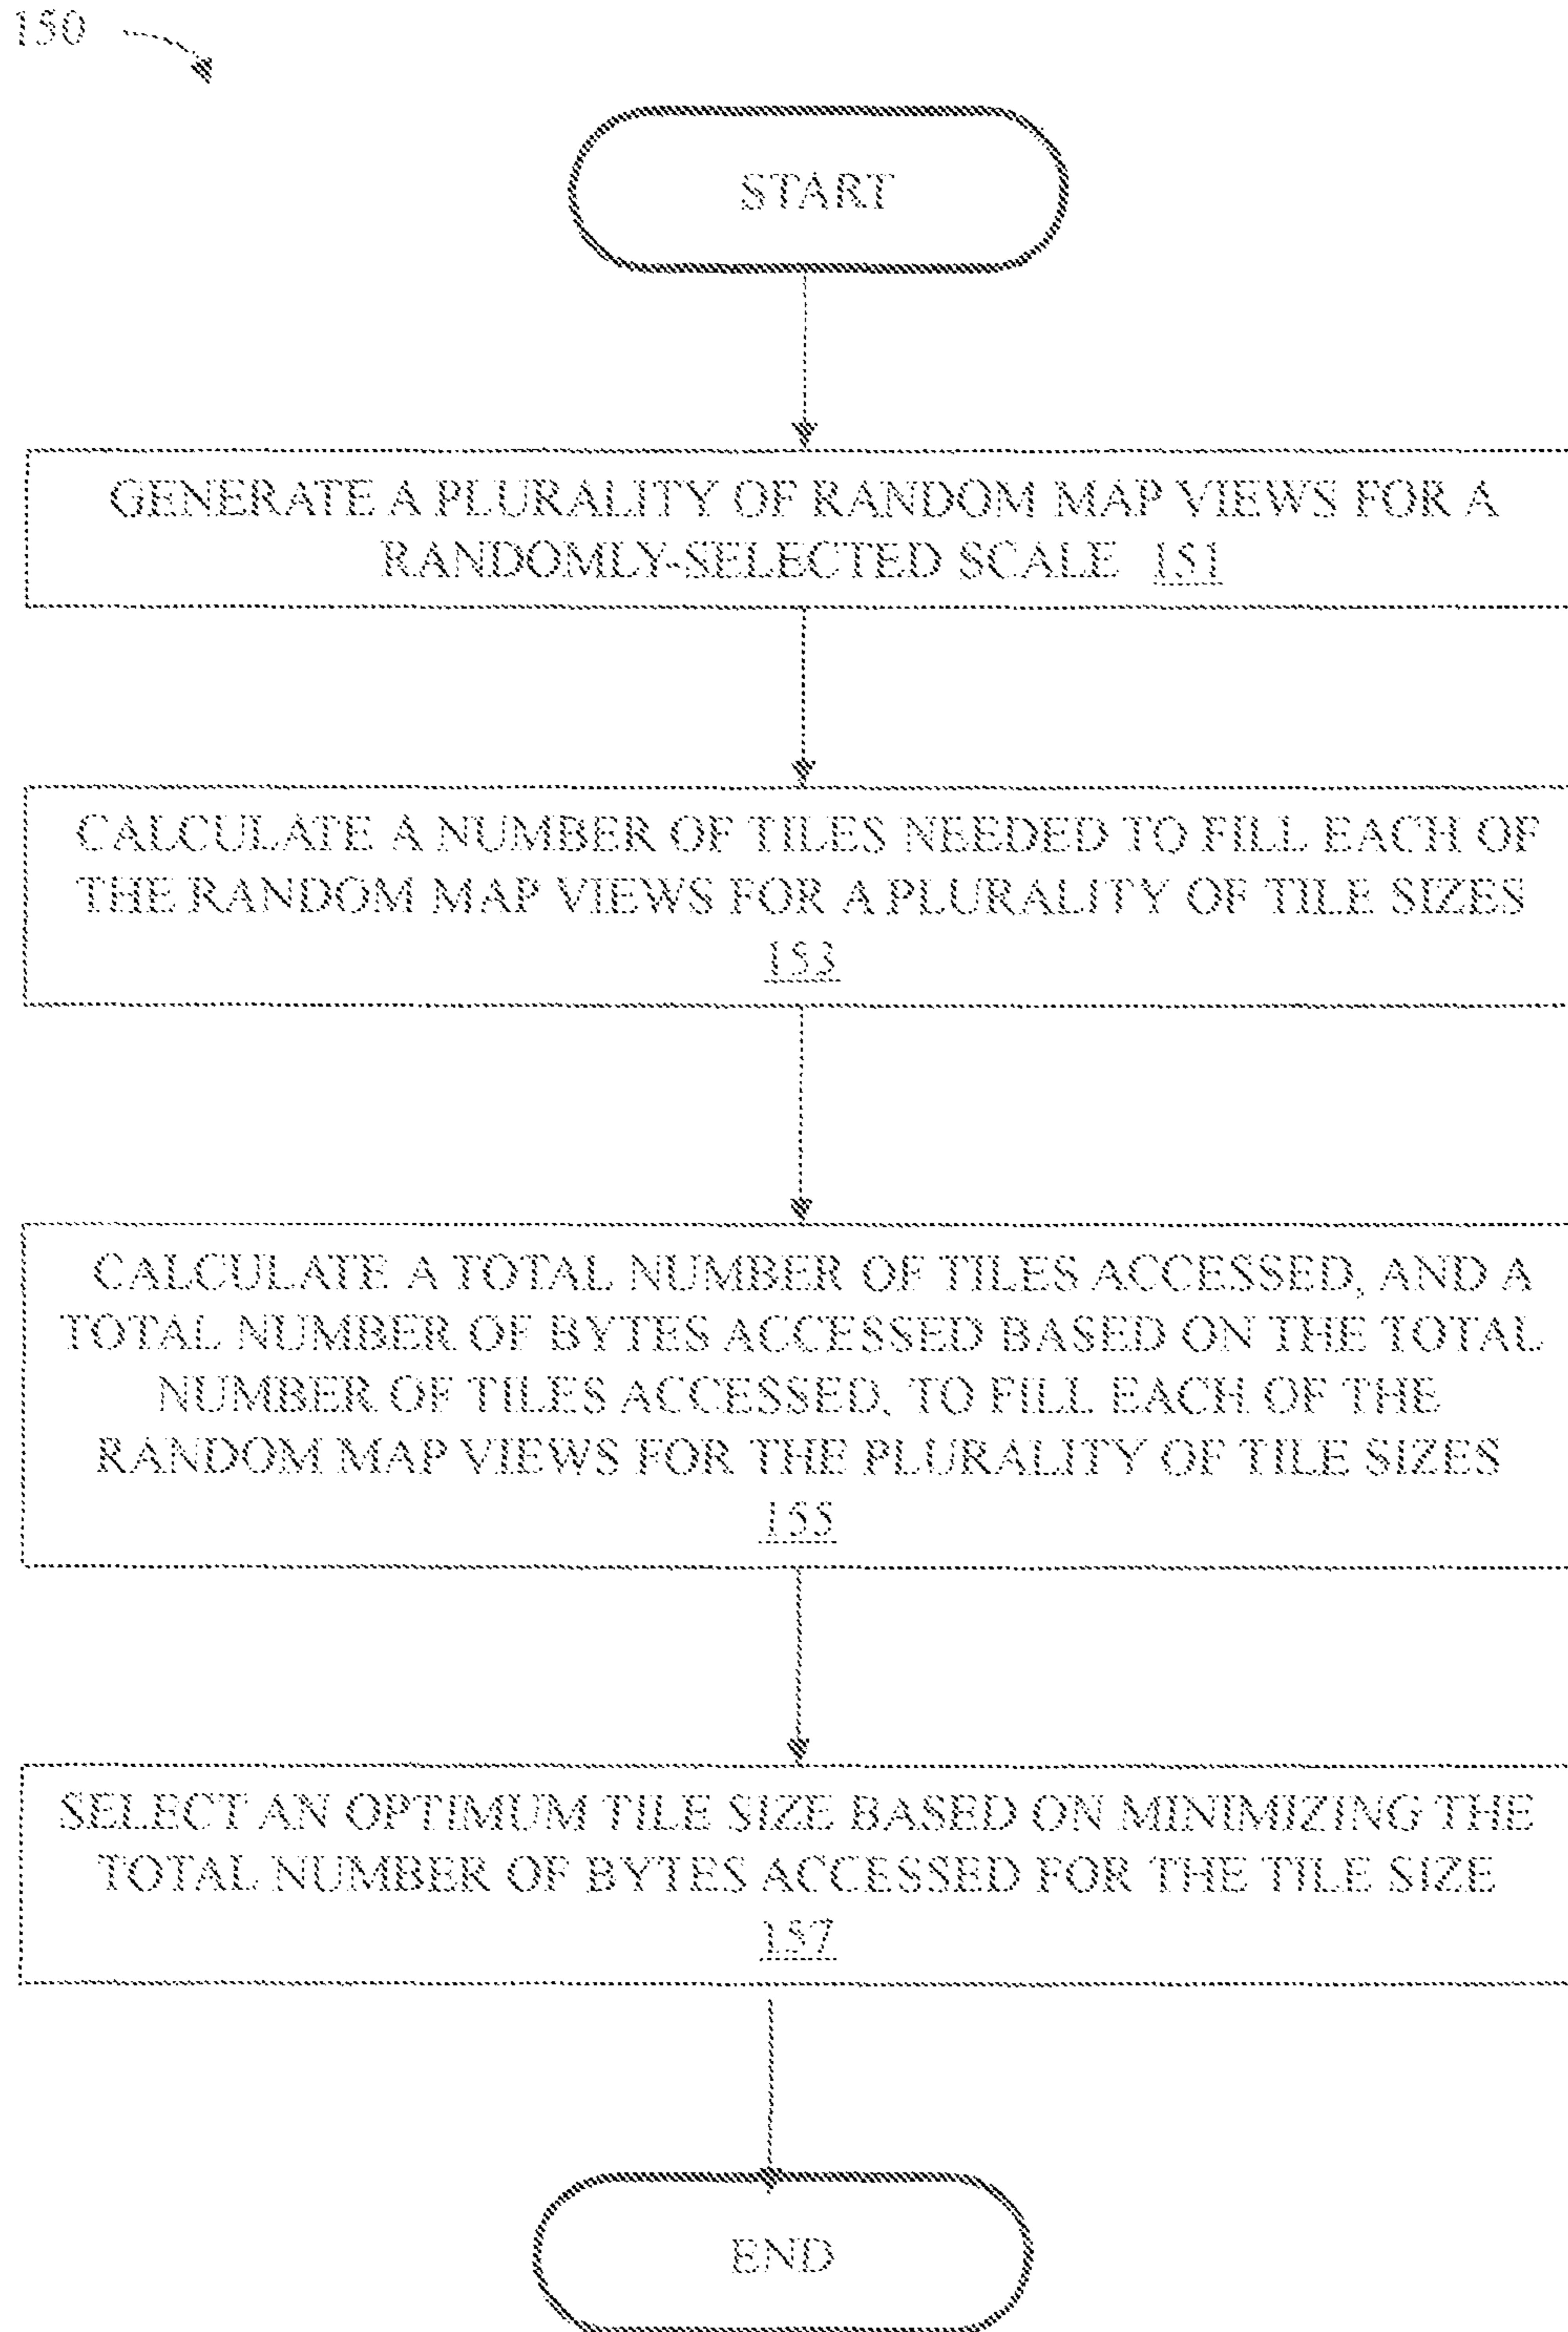 150
START
GENERATE A PLURALITY OF RANDOM MAP VIEWS FOR A
RANDOMLY-SELECTED SCALE 151
CALCULATE A NUMBER OF TILES NEEDED TO FILL EACH OF
THE RANDOM MAP VIEWS FOR A PLURALITY OF TILE SIZES
153
CALCULATE A TOTAL NUMBER OF TILES ACCESSED, AND A
TOTAL NUMBER OF BYTES ACCESSED BASED ON THE TOTAL
NUMBER OF TILES ACCESSED, TO FILL EACH OF THE
RANDOM MAP VIEWS FOR THE PLURALITY OF TILE SIZES
155
SELECT AN OPTIMUM TILE SIZE BASED ON MINIMIZING THE
TOTAL NUMBER OF BYTES ACCESSED FOR THE TILE SIZE
157
END